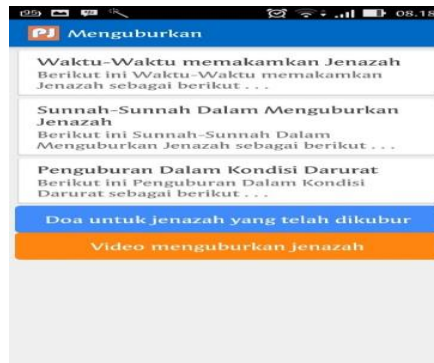 08.18
PJ Menguburkan
Waktu-Waktu memakamkan Jenazah
Berikut ini Waktu-Waktu memakamkan
Jenazah sebagai berikut . . .
Sunnah-Sunnah Dalam Menguburkan
Jenazah
Berikut ini Sunnah-Sunnah Dalam
Menguburkan Jenazah sebagai berikut . . .
Penguburan Dalam Kondisi Darurat
Berikut ini Penguburan Dalam Kondisi
Darurat sebagai berikut . . .
Doa untuk jenazah yang telah dikubur
Video menguburkan jenazah